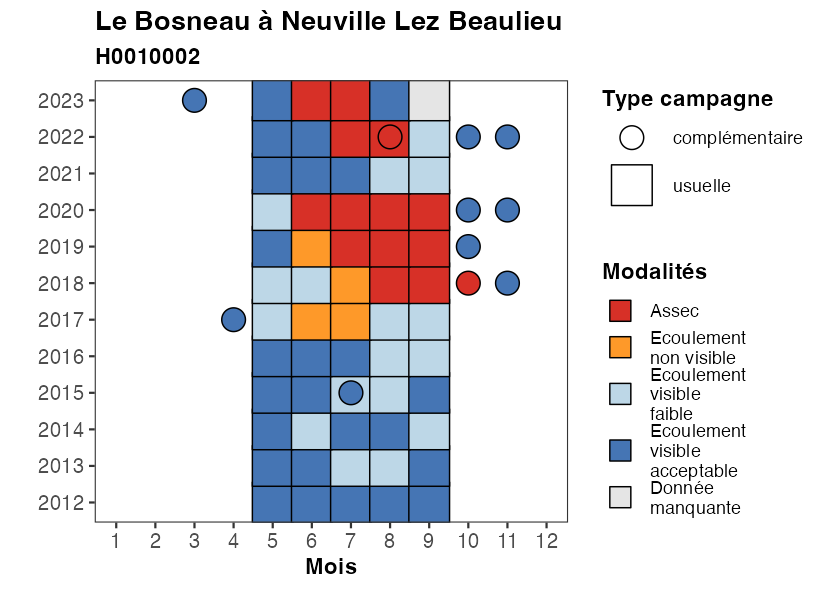 Le Bosneau à Neuville Lez Beaulieu
H0010002
2023
2022
2021
2020
2019
2018
2017
2016
2015
2014
2013
2012
1 2 3 4 5 6 7 8 9 10 11 12
Mois
Type campagne
complémentaire
usuelle
Modalités
Assec
Ecoulement
non visible
Ecoulement
visible
faible
Ecoulement
visible
acceptable
Donnée
manquante